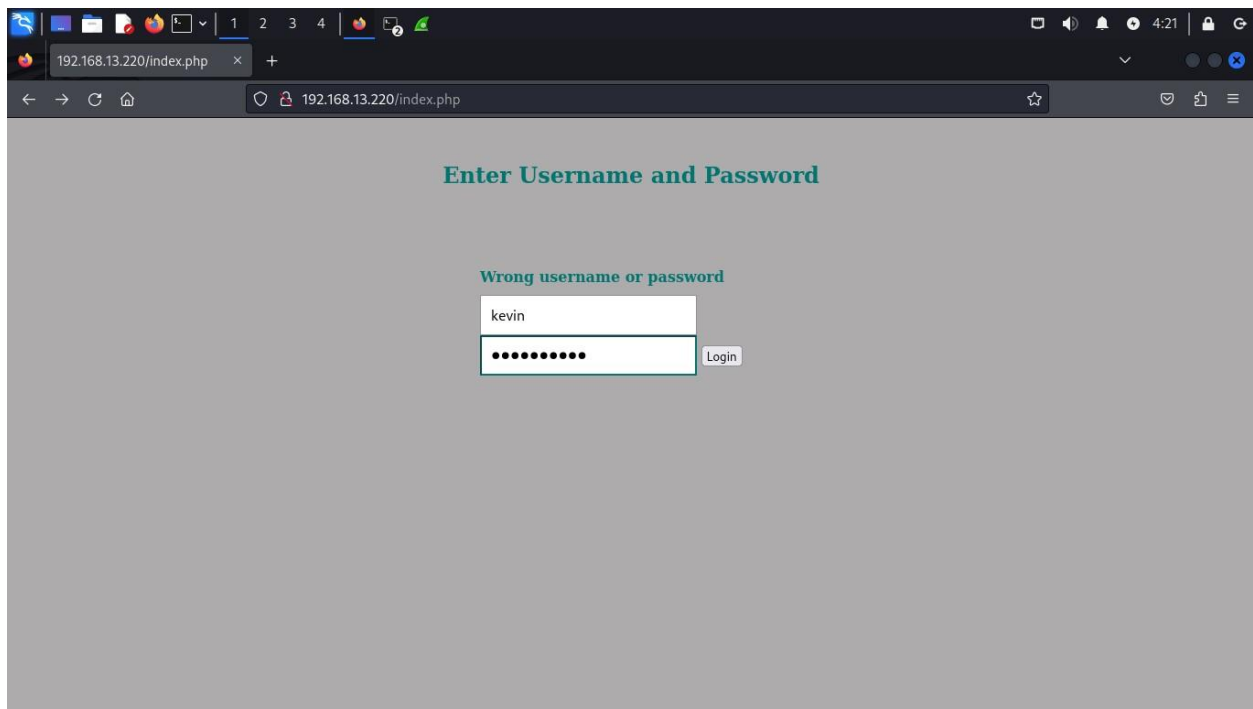 1 2 3 4 2 4:21
192.168.13.220/index.php
192.168.13.220/index.php
Enter Username and Password
Wrong username or password
kevin
••••••••••
Login